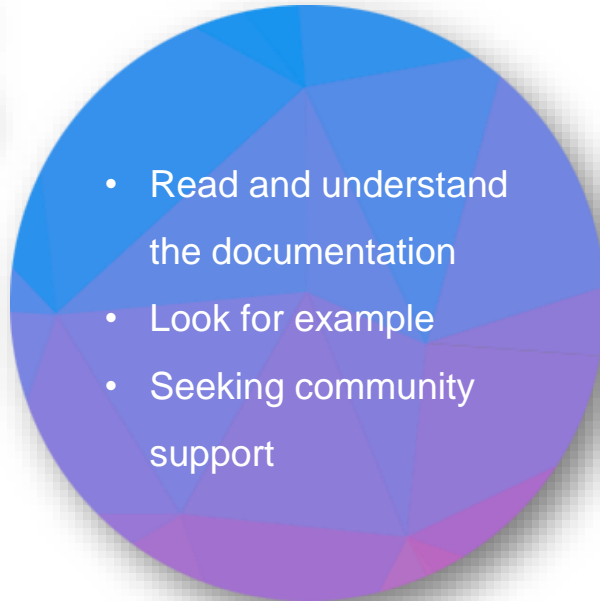 • Read and understand
the documentation
• Look for example
• Seeking community
support